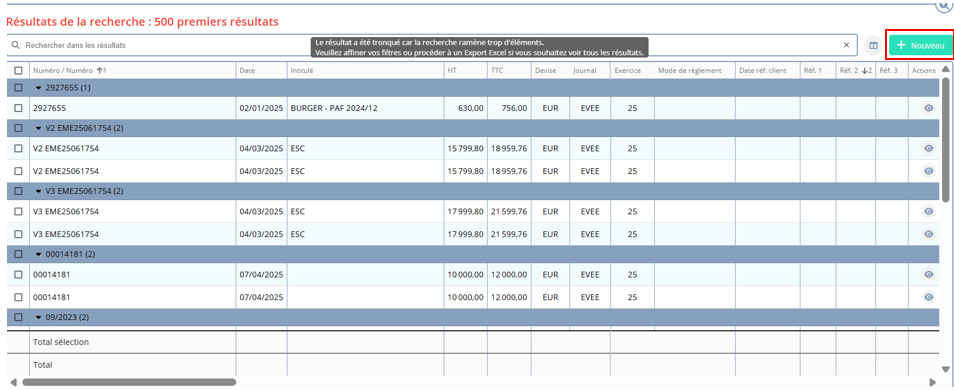 Résultats de la recherche : 500 premiers résultats
Rechercher dans les résultats
Le résultat a été tronqué car la recherche ramène trop d'éléments.
Veuillez affiner vos filtres ou procéder à un Export Excel si vous souhaitez voir tous les résultats.
+ Nouveau
Numéro / Numéro ↑1 Date Intitulé HT TTC Devise Journal Exercice Mode de règlement Date réf. client Réf. 1 Réf. 2 ↓2 Réf. 3 Actions
2927655 (1)
2927655 02/01/2025 BURGER - PAF 2024/12 630,00 756,00 EUR EVEE 25
V2 EME25061754 (2)
V2 EME25061754 04/03/2025 ESC 15 799,80 18 959,76 EUR EVEE 25
V2 EME25061754 04/03/2025 ESC 15 799,80 18 959,76 EUR EVEE 25
V3 EME25061754 (2)
V3 EME25061754 04/03/2025 ESC 17 999,80 21 599,76 EUR EVEE 25
V3 EME25061754 04/03/2025 ESC 17 999,80 21 599,76 EUR EVEE 25
00014181 (2)
00014181 07/04/2025 10 000,00 12 000,00 EUR EVEE 25
00014181 07/04/2025 10 000,00 12 000,00 EUR EVEE 25
09/2023 (2)
Total sélection
Total